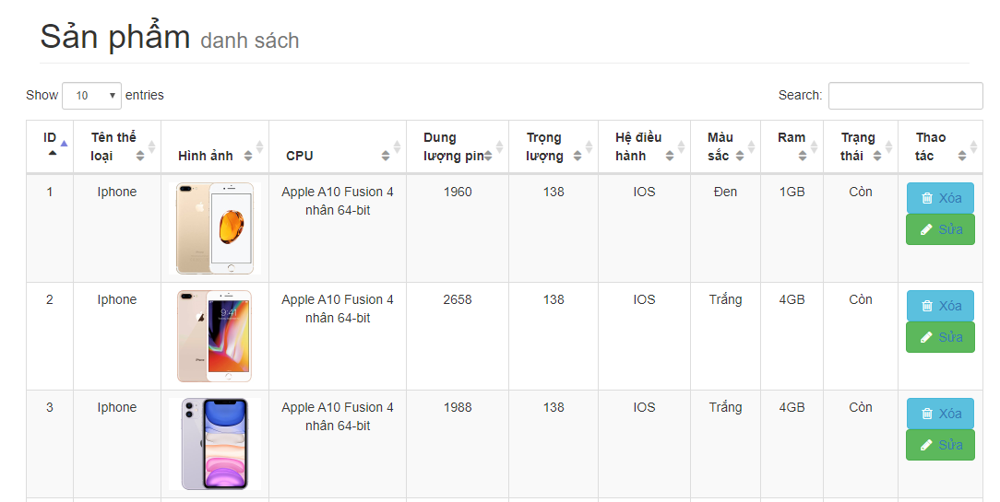 Sản phẩm danh sách
Show 10 entries
Search:
ID
Tên thể
loại
Hình ảnh
CPU
Dung
lượng pin
Trọng
lượng
Hệ điều
hành
Màu
sắc
Ram
Trạng
thái
Thao
tác
1
Iphone
Apple A10 Fusion 4
nhân 64-bit
1960
138
IOS
Đen
1GB
Còn
Xóa
Sửa
2
Iphone
9:41
iPhone
Apple A10 Fusion 4
nhân 64-bit
2658
138
IOS
Trắng
4GB
Còn
Xóa
Sửa
3
Iphone
Apple A10 Fusion 4
nhân 64-bit
1988
138
IOS
Trắng
4GB
Còn
Xóa
Sửa